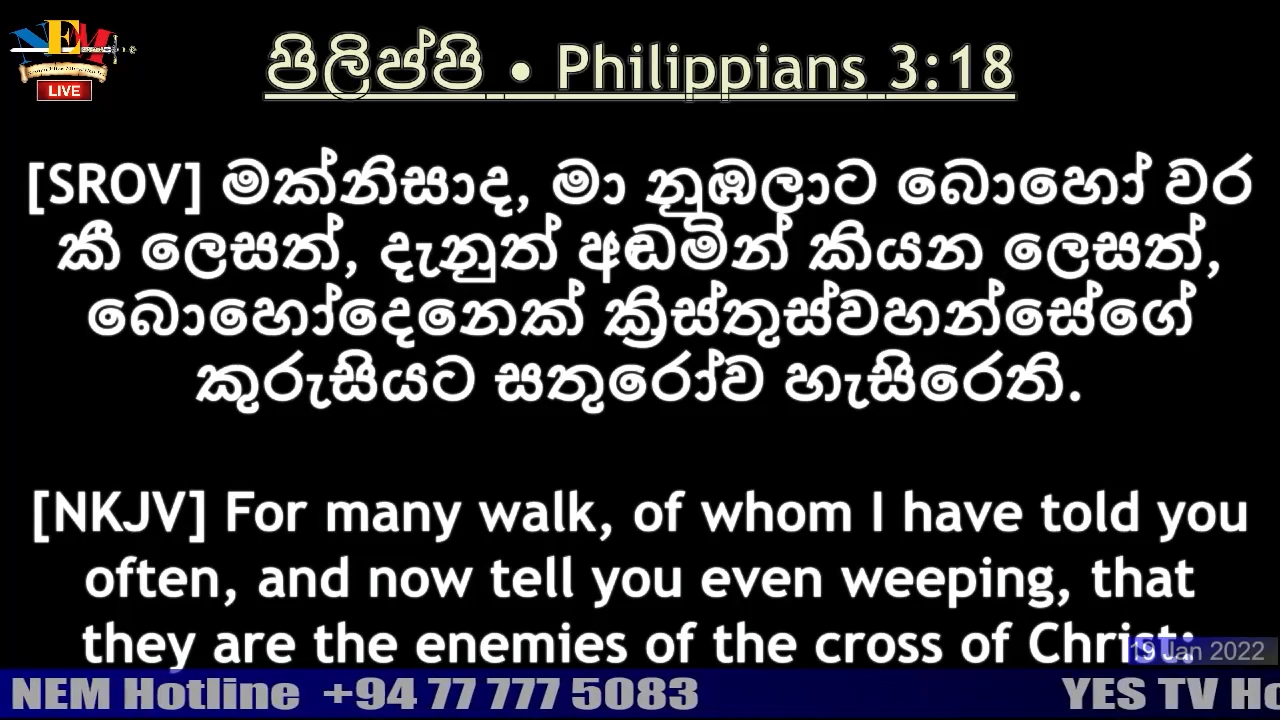 NEM
LIVE
පිලිප්පි • Philippians 3:18
[SROV] මක්නිසාද, මා නුඹලාට බොහෝ වර
කී ලෙසත්, දැනුත් අඬමින් කියන ලෙසත්,
බොහෝදෙනෙක් ක්‍රිස්තුස්වහන්සේගේ
කුරුසියට සතුරෝව හැසිරෙති.
[NKJV] For many walk, of whom I have told you
often, and now tell you even weeping, that
they are the enemies of the cross of Christ:
19 Jan 2022
NEM Hotline +94 77 777 5083 YES TV Ho